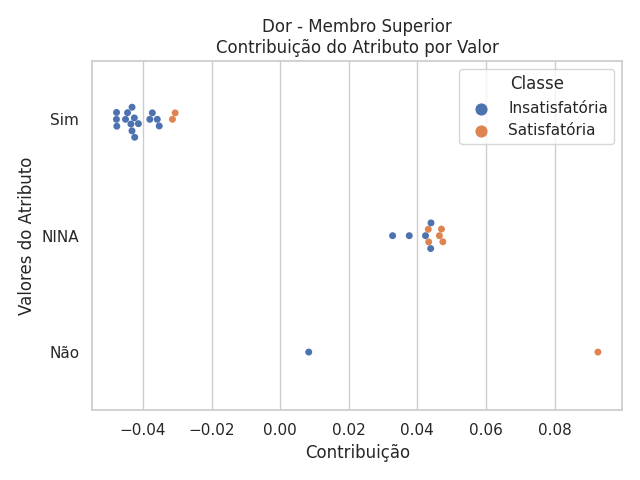 Dor - Membro Superior
Contribuição do Atributo por Valor
Classe
Insatisfatória
Satisfatória
Valores do Atributo
Sim
NINA
Não
−0.04 −0.02 0.00 0.02 0.04 0.06 0.08
Contribuição